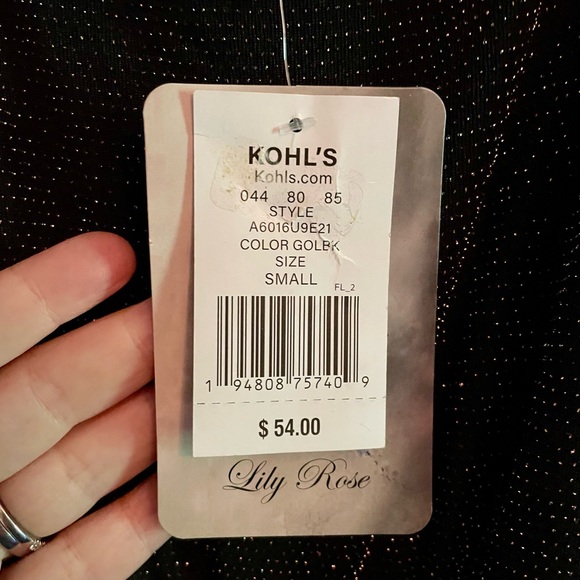 KOHL'S
Kohls.com
044 80 85
STYLE
A6016U9E21
COLOR GOLBK
SIZE
SMALL
FL_2
1 94808 75740 9
$ 54.00
Lily Rose